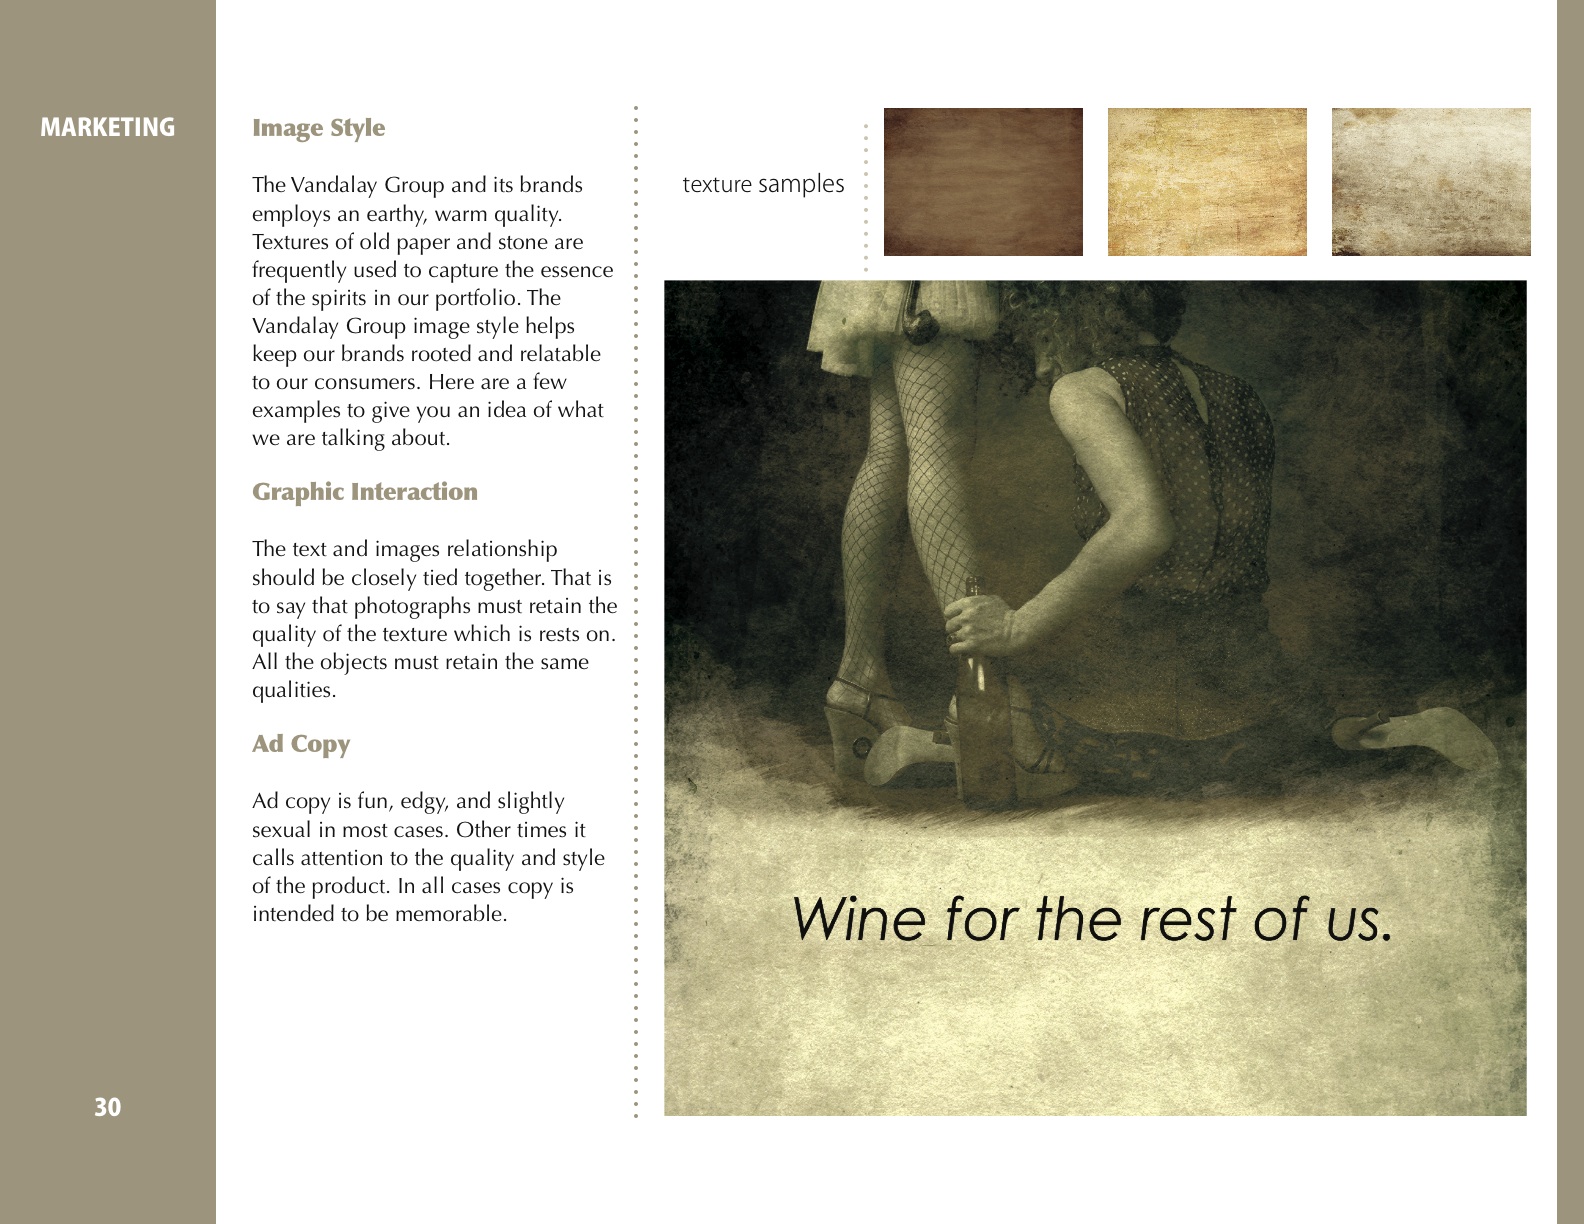 MARKETING
Image Style
The Vandalay Group and its brands
employs an earthy, warm quality.
Textures of old paper and stone are
frequently used to capture the essence
of the spirits in our portfolio. The
Vandalay Group image style helps
keep our brands rooted and relatable
to our consumers. Here are a few
examples to give you an idea of what
we are talking about.
Graphic Interaction
The text and images relationship
should be closely tied together. That is
to say that photographs must retain the
quality of the texture which is rests on.
All the objects must retain the same
qualities.
Ad Copy
Ad copy is fun, edgy, and slightly
sexual in most cases. Other times it
calls attention to the quality and style
of the product. In all cases copy is
intended to be memorable.
texture samples
Wine for the rest of us.
30